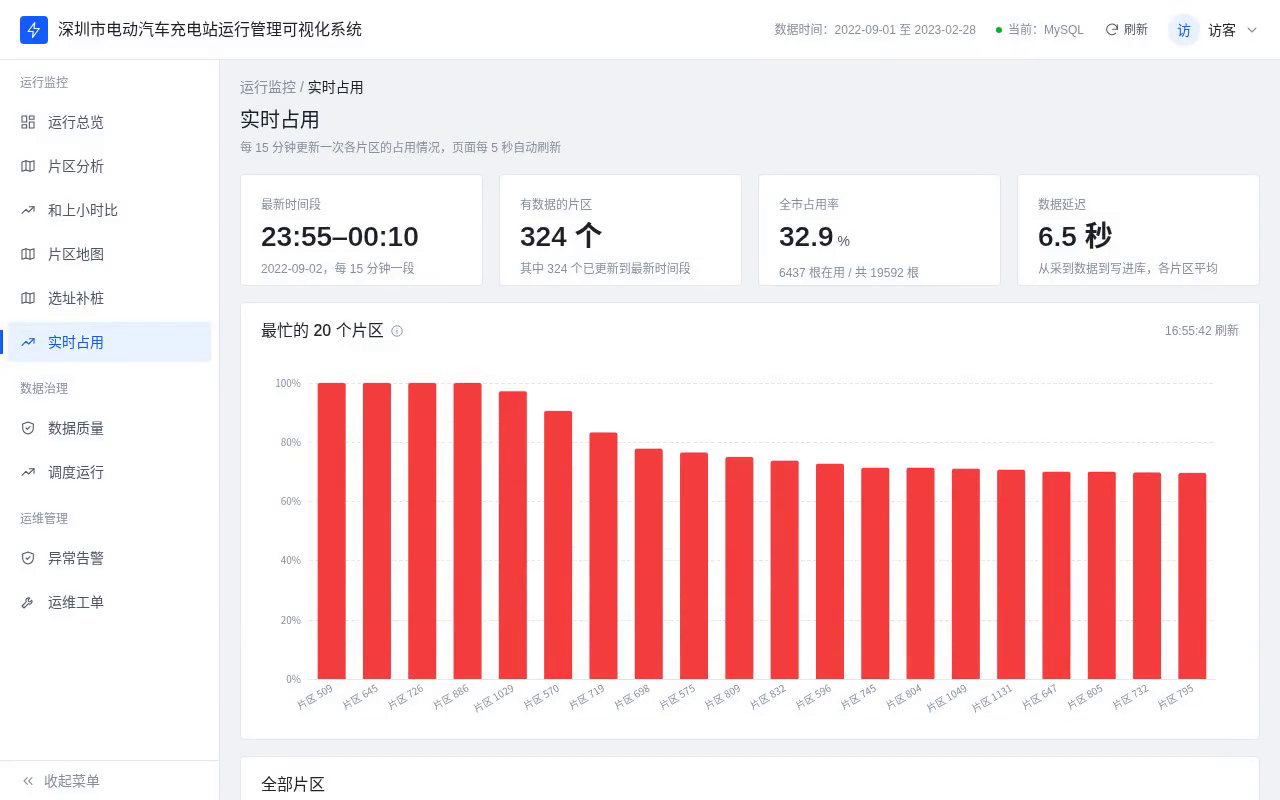 深圳市电动汽车充电站运行管理可视化系统
数据时间：2022-09-01 至 2023-02-28
当前：MySQL
刷新
访
访客
运行监控
运行总览
片区分析
和上小时比
片区地图
选址补桩
实时占用
数据治理
数据质量
调度运行
运维管理
异常告警
运维工单
收起菜单
运行监控 / 实时占用
实时占用
每 15 分钟更新一次各片区的占用情况，页面每 5 秒自动刷新
最新时间段
23:55–00:10
2022-09-02，每 15 分钟一段
有数据的片区
324 个
其中 324 个已更新到最新时间段
全市占用率
32.9 %
6437 根在用 / 共 19592 根
数据延迟
6.5 秒
从采到数据到写进库，各片区平均
最忙的 20 个片区
16:55:42 刷新
100%
80%
60%
40%
20%
0%
片区 509
片区 645
片区 726
片区 886
片区 1029
片区 570
片区 719
片区 698
片区 575
片区 809
片区 832
片区 596
片区 745
片区 804
片区 1049
片区 1131
片区 647
片区 805
片区 732
片区 795
全部片区